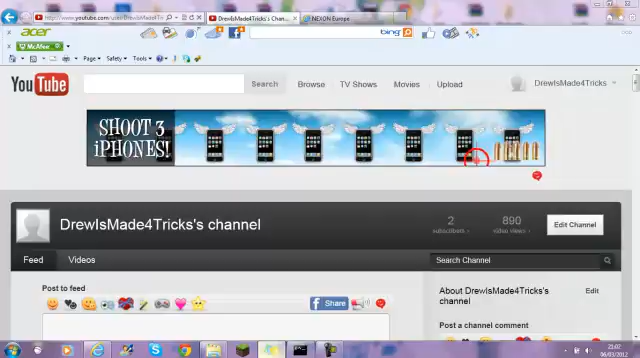 http://www.youtube.com/user/DrewIsMade4Tri
DrewIsMade4Tricks's Chan...
NEXON Europe
acer
bing
McAfee
Page
Safety
Tools
YouTube
Search
Browse
TV Shows
Movies
Upload
DrewIsMade4Tricks
SHOOT 3
iPHONES!
DrewIsMade4Tricks's channel
2
subscribers
890
video views
Edit Channel
Feed
Videos
Search Channel
Post to feed
Share
About DrewIsMade4Tricks's
channel
Edit
Post a channel comment
21:07
06/03/2012